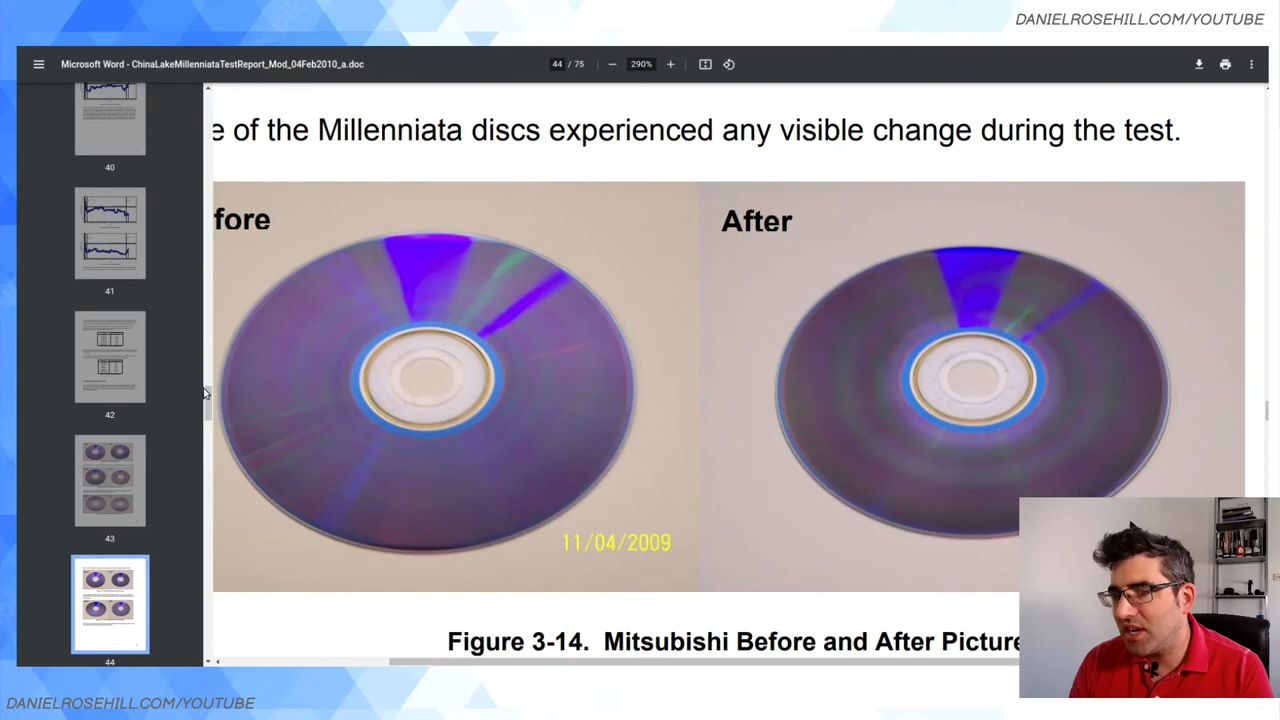 DANIELROSEHILL.COM/YOUTUBE
Microsoft Word - ChinaLakeMillenniataTestReport_Mod_04Feb2010_a.doc
44 / 75
290%
40
41
42
43
44
e of the Millenniata discs experienced any visible change during the test.
fore
After
11/04/2009
Figure 3-14. Mitsubishi Before and After Picture
DANIELROSEHILL.COM/YOUTUBE